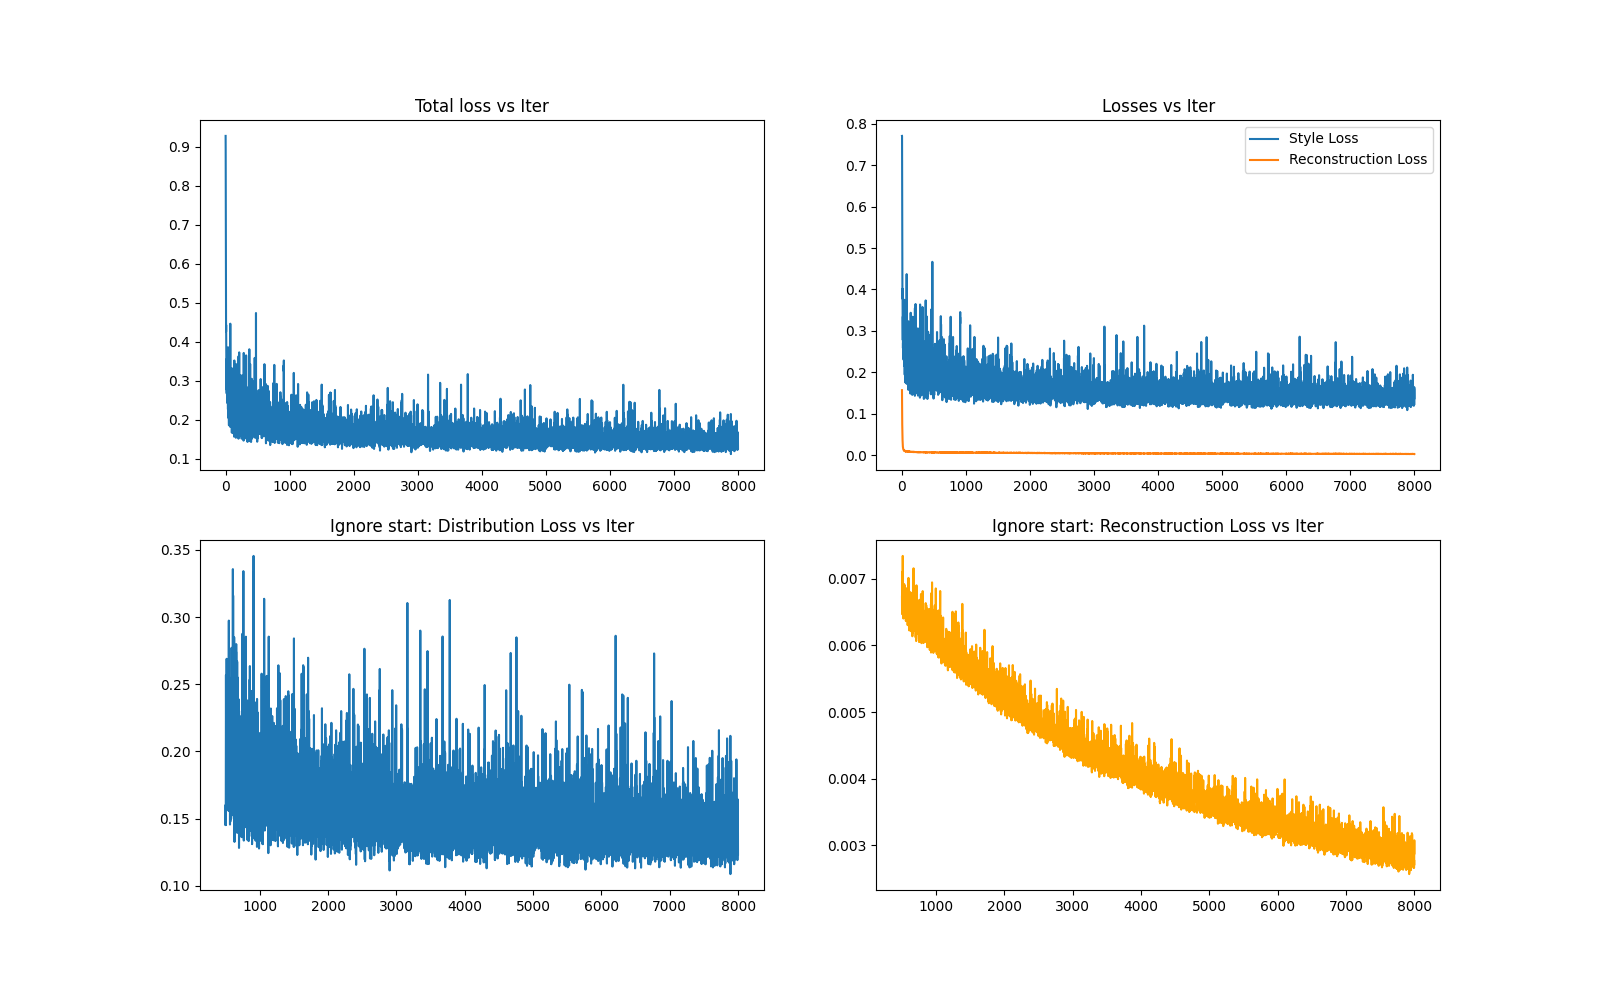 Total loss vs Iter
0.9
0.8
0.7
0.6
0.5
0.4
0.3
0.2
0.1
0 1000 2000 3000 4000 5000 6000 7000 8000
Losses vs Iter
Style Loss
Reconstruction Loss
0.8
0.7
0.6
0.5
0.4
0.3
0.2
0.1
0.0
0 1000 2000 3000 4000 5000 6000 7000 8000
Ignore start: Distribution Loss vs Iter
0.35
0.30
0.25
0.20
0.15
0.10
1000 2000 3000 4000 5000 6000 7000 8000
Ignore start: Reconstruction Loss vs Iter
0.007
0.006
0.005
0.004
0.003
1000 2000 3000 4000 5000 6000 7000 8000